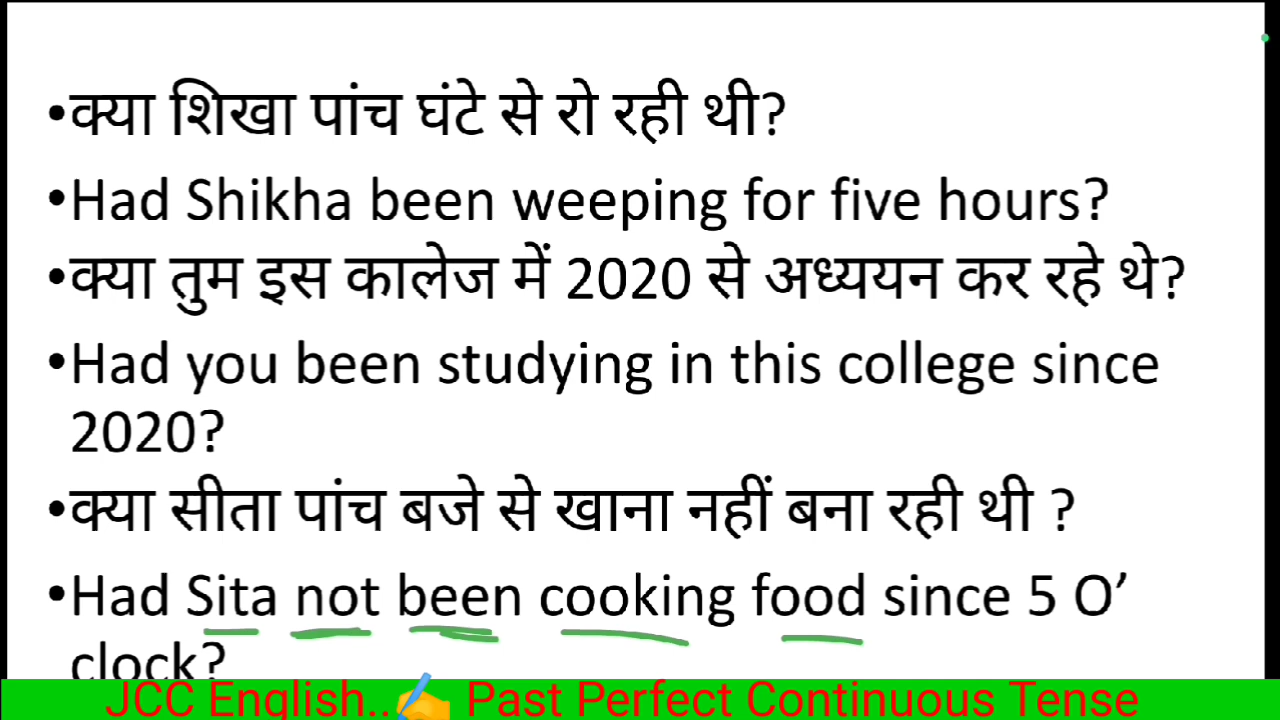 •क्या शिखा पांच घंटे से रो रही थी?
•Had Shikha been weeping for five hours?
•क्या तुम इस कालेज में 2020 से अध्ययन कर रहे थे?
•Had you been studying in this college since
2020?
•क्या सीता पांच बजे से खाना नहीं बना रही थी ?
•Had Sita not been cooking food since 5 O’
clock?
JCC English..✍️ Past Perfect Continuous Tense